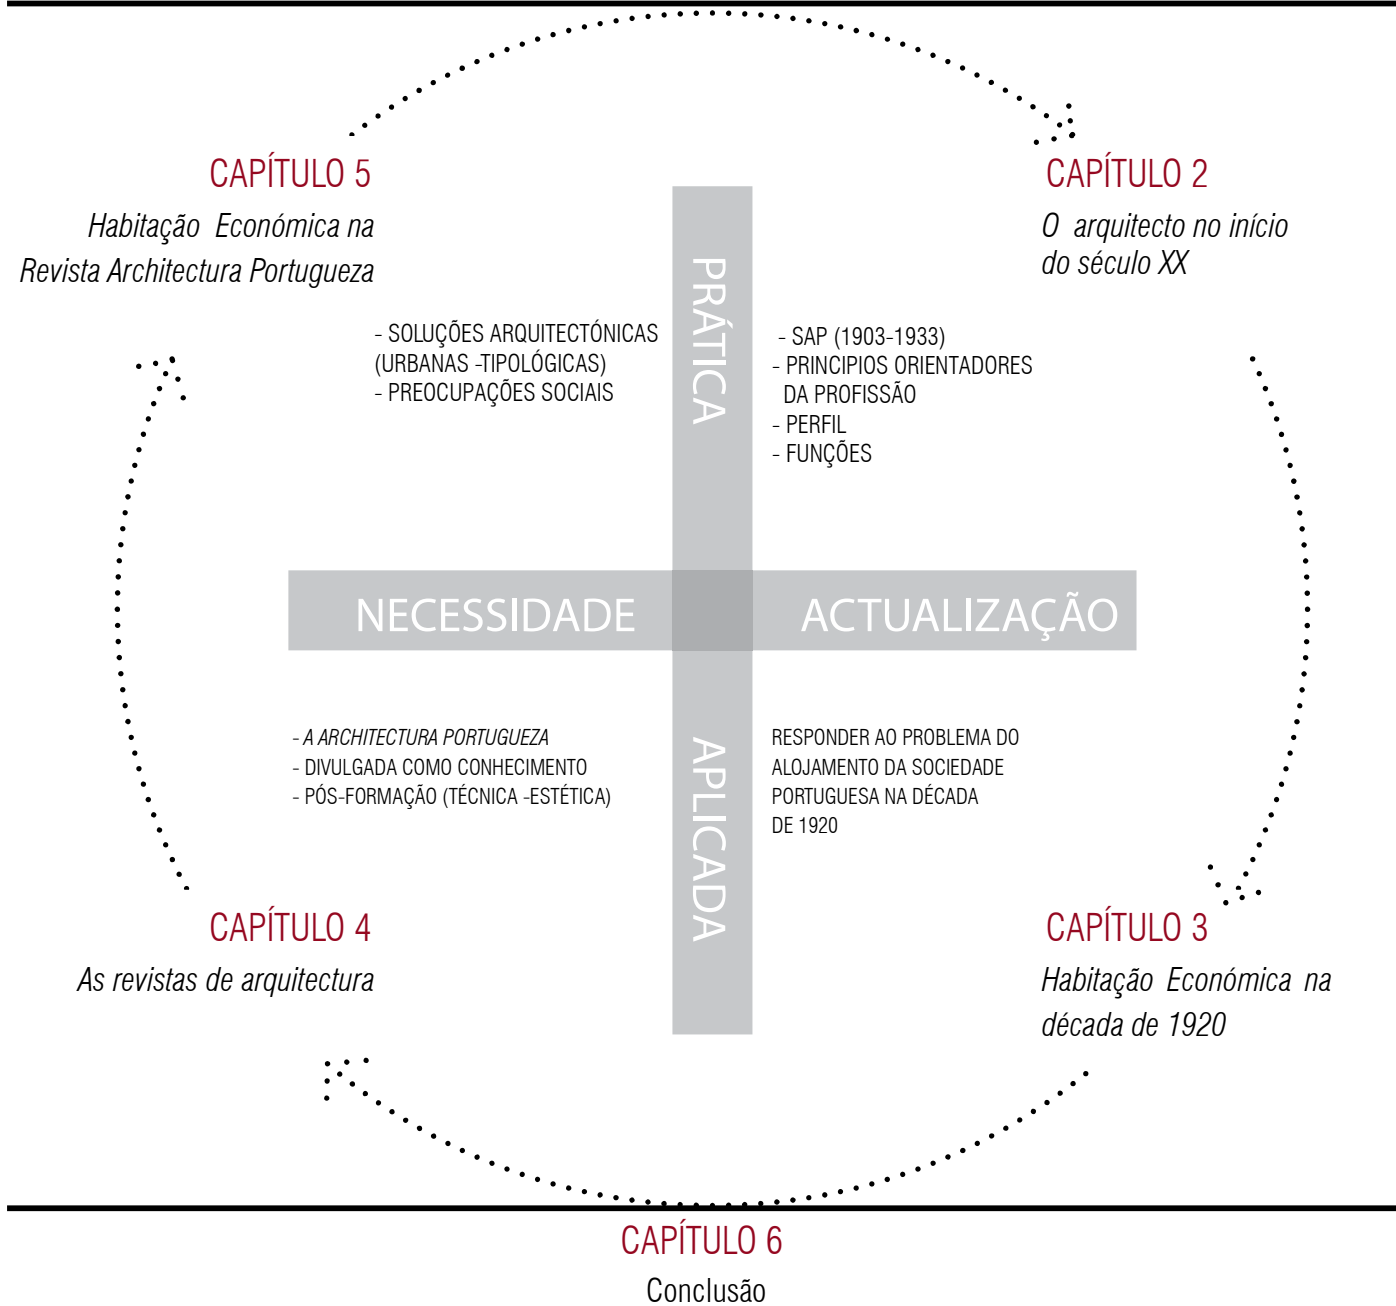 CAPÍTULO 5
Habitação Económica na
Revista Architectura Portugueza
CAPÍTULO 2
O arquitecto no início
do século XX
- SOLUÇÕES ARQUITECTÓNICAS
(URBANAS -TIPOLÓGICAS)
- PREOCUPAÇÕES SOCIAIS
PRÁTICA
- SAP (1903-1933)
- PRINCIPIOS ORIENTADORES
DA PROFISSÃO
- PERFIL
- FUNÇÕES
NECESSIDADE
ACTUALIZAÇÃO
- A ARCHITECTURA PORTUGUEZA
- DIVULGADA COMO CONHECIMENTO
- PÓS-FORMAÇÃO (TÉCNICA -ESTÉTICA)
APLICADA
RESPONDER AO PROBLEMA DO
ALOJAMENTO DA SOCIEDADE
PORTUGUESA NA DÉCADA
DE 1920
CAPÍTULO 4
As revistas de arquitectura
CAPÍTULO 3
Habitação Económica na
década de 1920
CAPÍTULO 6
Conclusão